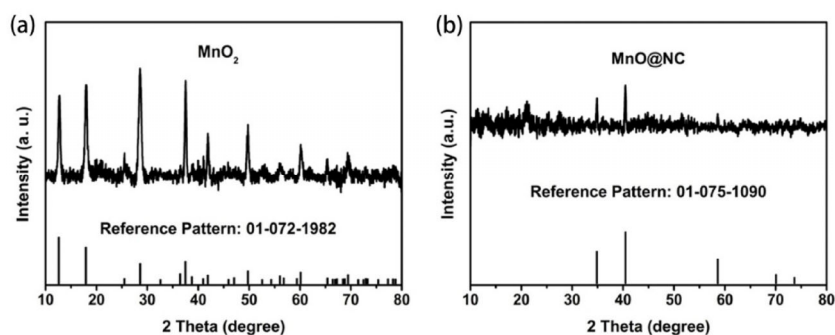 (a)
MnO2
Intensity (a. u.)
Reference Pattern: 01-072-1982
10 20 30 40 50 60 70 80
2 Theta (degree)
(b)
MnO@NC
Intensity (a.u.)
Reference Pattern: 01-075-1090
10 20 30 40 50 60 70 80
2 Theta (degree)